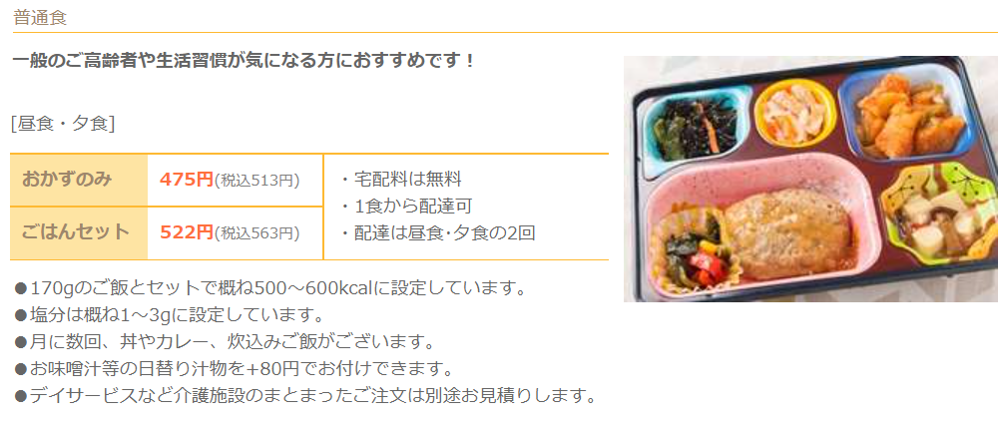 普通食
一般のご高齢者や生活習慣が気になる方におすすめです！
[昼食・夕食]
おかずのみ 475円(税込513円)
ごはんセット 522円(税込563円)
・宅配料は無料
・1食から配達可
・配達は昼食･夕食の2回
●170gのご飯とセットで概ね500～600kcalに設定しています。
●塩分は概ね1～3gに設定しています。
●月に数回、丼やカレー、炊込みご飯がございます。
●お味噌汁等の日替り汁物を+80円でお付けできます。
●デイサービスなど介護施設のまとまったご注文は別途お見積りします。